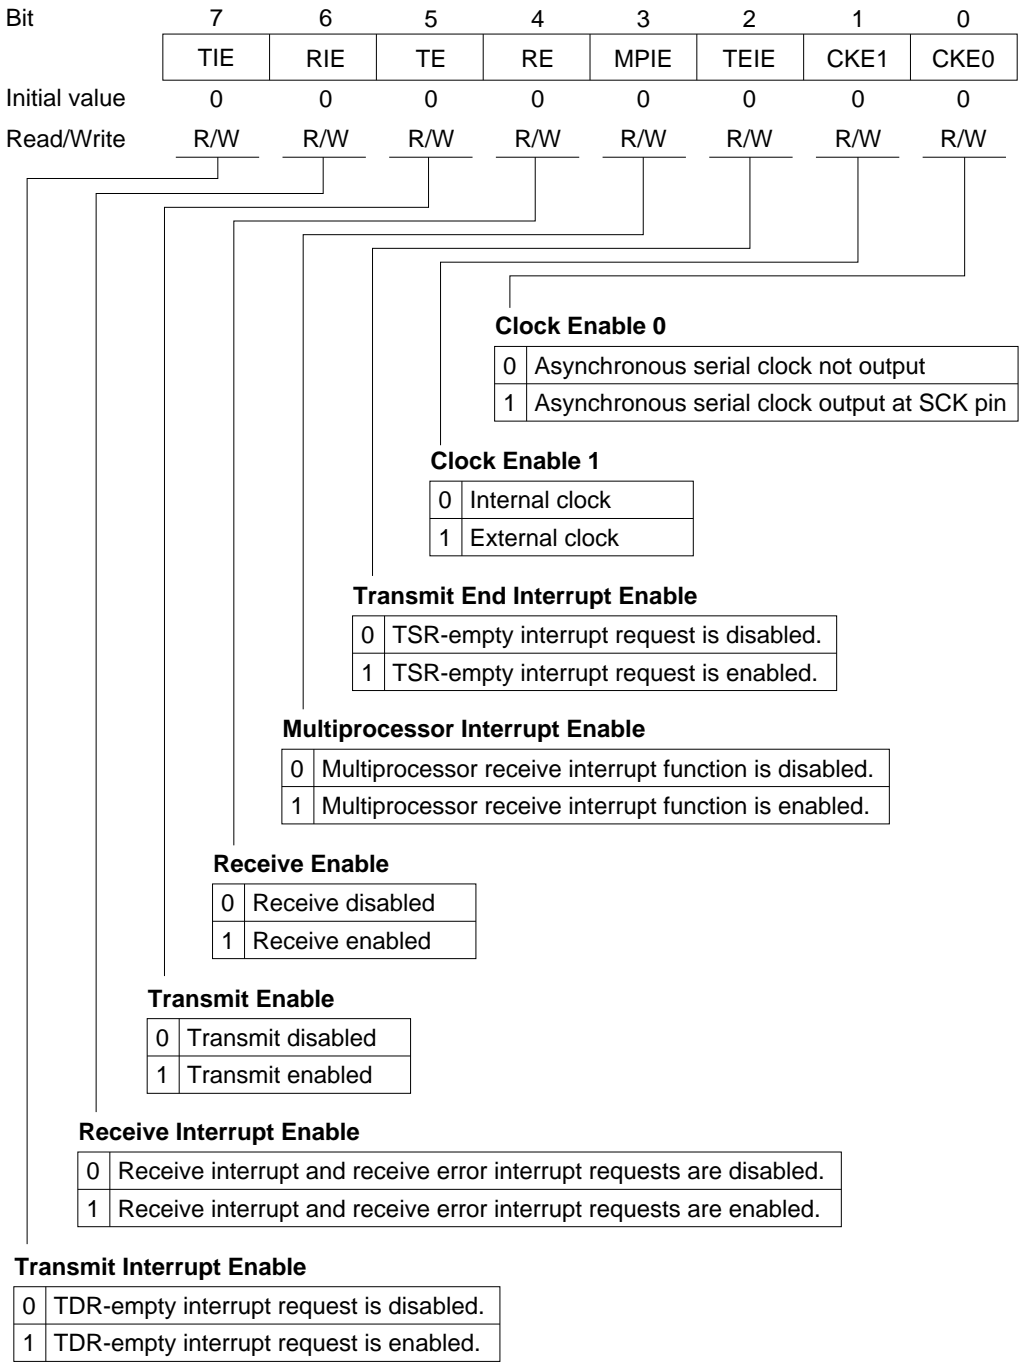 Bit 7 6 5 4 3 2 1 0
TIE RIE TE RE MPIE TEIE CKE1 CKE0
Initial value 0 0 0 0 0 0 0 0
Read/Write R/W R/W R/W R/W R/W R/W R/W R/W
Clock Enable 0
0 Asynchronous serial clock not output
1 Asynchronous serial clock output at SCK pin
Clock Enable 1
0 Internal clock
1 External clock
Transmit End Interrupt Enable
0 TSR-empty interrupt request is disabled.
1 TSR-empty interrupt request is enabled.
Multiprocessor Interrupt Enable
0 Multiprocessor receive interrupt function is disabled.
1 Multiprocessor receive interrupt function is enabled.
Receive Enable
0 Receive disabled
1 Receive enabled
Transmit Enable
0 Transmit disabled
1 Transmit enabled
Receive Interrupt Enable
0 Receive interrupt and receive error interrupt requests are disabled.
1 Receive interrupt and receive error interrupt requests are enabled.
Transmit Interrupt Enable
0 TDR-empty interrupt request is disabled.
1 TDR-empty interrupt request is enabled.